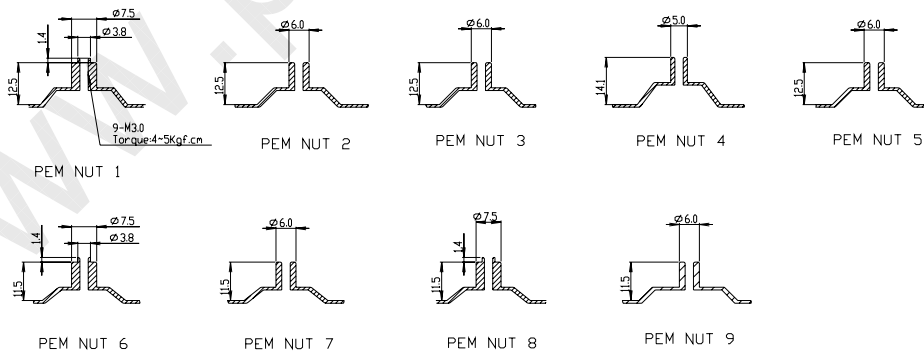 Ø7.5
Ø3.8
1.4
12.5
9-M3.0
Torque:4~5Kgf.cm
PEM NUT 1
Ø6.0
12.5
PEM NUT 2
Ø6.0
12.5
PEM NUT 3
Ø5.0
14.1
PEM NUT 4
Ø6.0
12.5
PEM NUT 5
Ø7.5
Ø3.8
1.4
11.5
PEM NUT 6
Ø6.0
11.5
PEM NUT 7
Ø7.5
1.4
11.5
PEM NUT 8
Ø6.0
11.5
PEM NUT 9